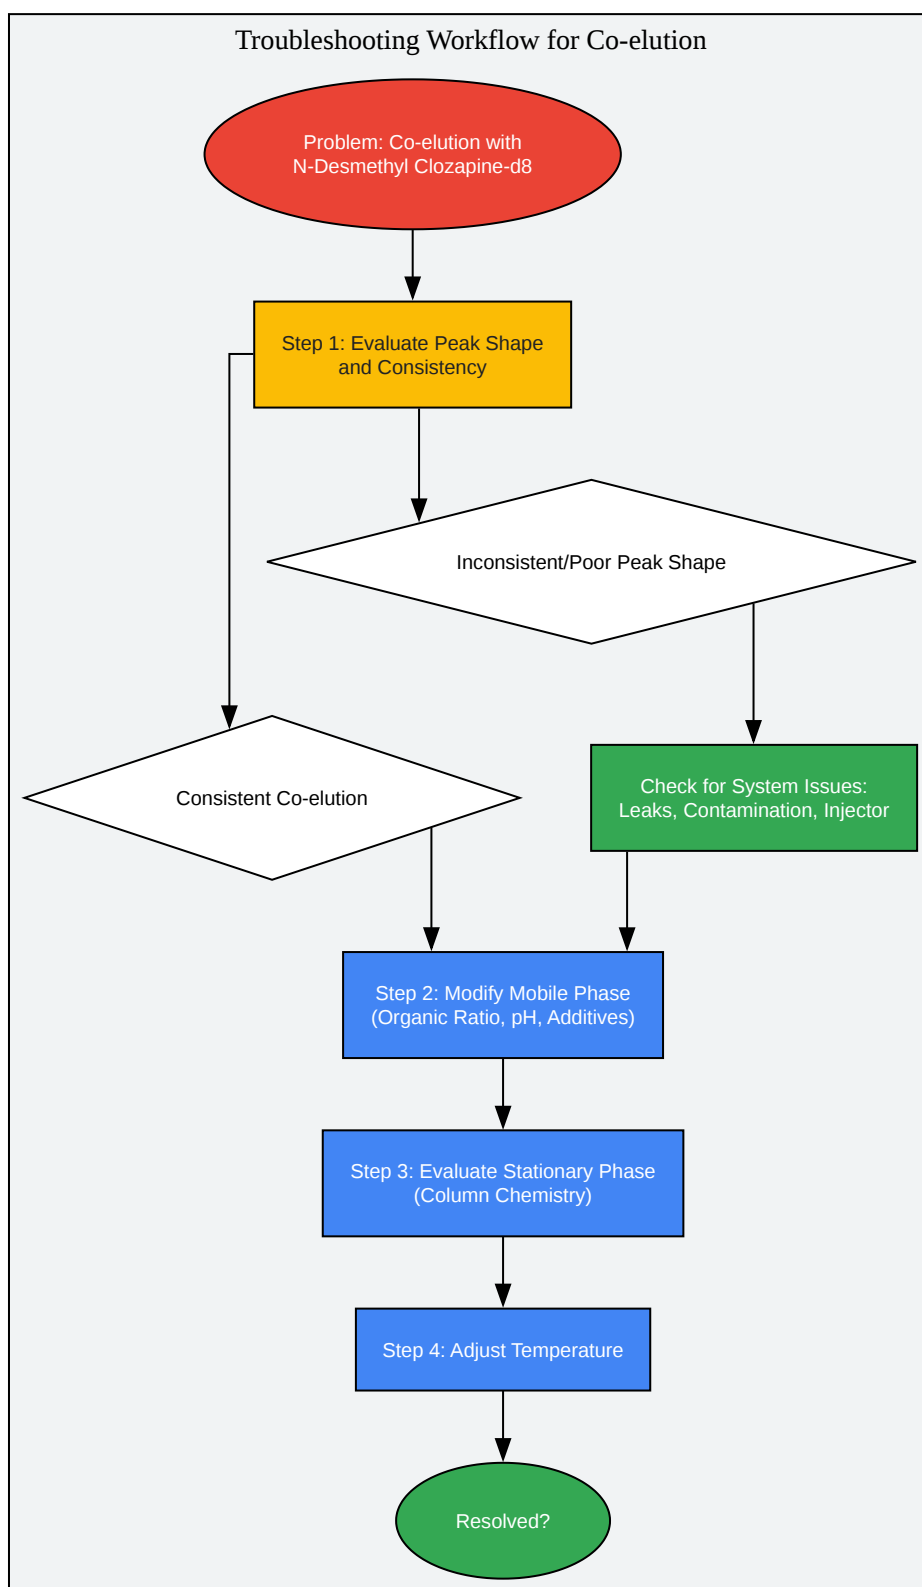 Troubleshooting Workflow for Co-elution
Problem: Co-elution with
N-Desmethyl Clozapine-d8
Step 1: Evaluate Peak Shape
and Consistency
Inconsistent/Poor Peak Shape
Consistent Co-elution
Check for System Issues:
Leaks, Contamination, Injector
Step 2: Modify Mobile Phase
(Organic Ratio, pH, Additives)
Step 3: Evaluate Stationary Phase
(Column Chemistry)
Step 4: Adjust Temperature
Resolved?